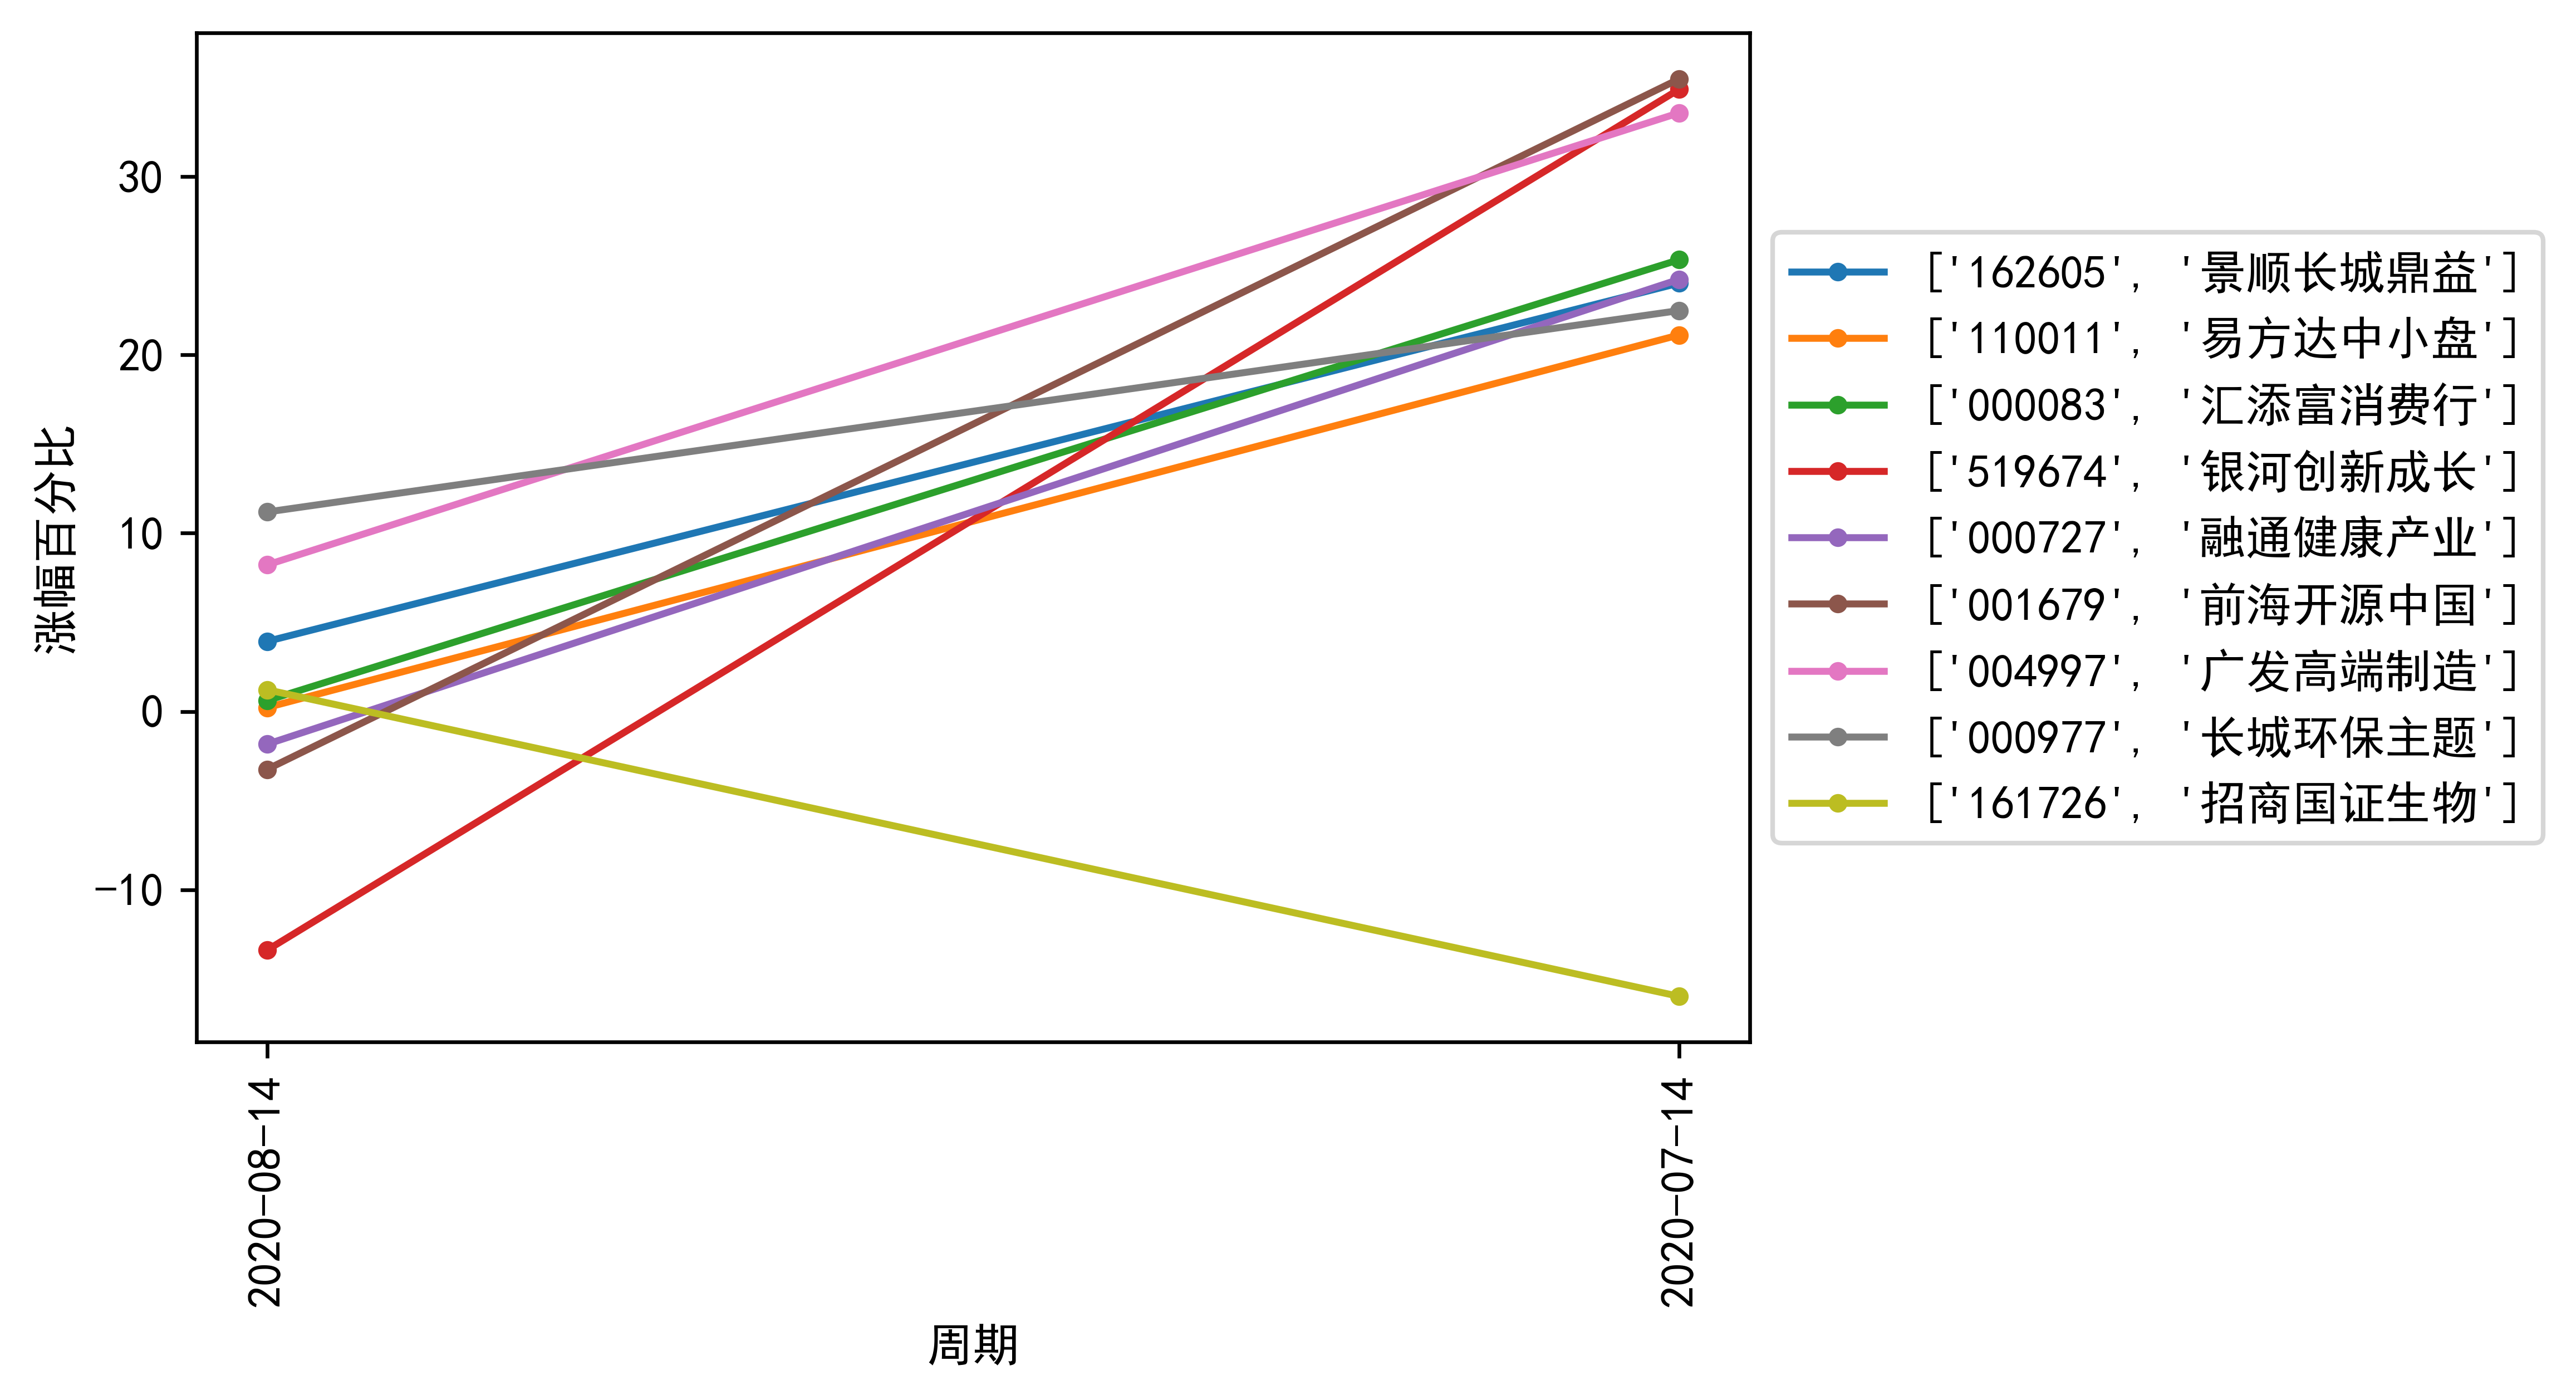 涨幅百分比
30
20
10
0
-10
2020-08-14
2020-07-14
周期
['162605', '景顺长城鼎益']
['110011', '易方达中小盘']
['000083', '汇添富消费行']
['519674', '银河创新成长']
['000727', '融通健康产业']
['001679', '前海开源中国']
['004997', '广发高端制造']
['000977', '长城环保主题']
['161726', '招商国证生物']